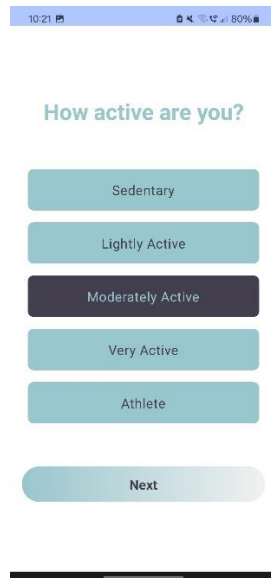 10:21
80%
How active are you?
Sedentary
Lightly Active
Moderately Active
Very Active
Athlete
Next